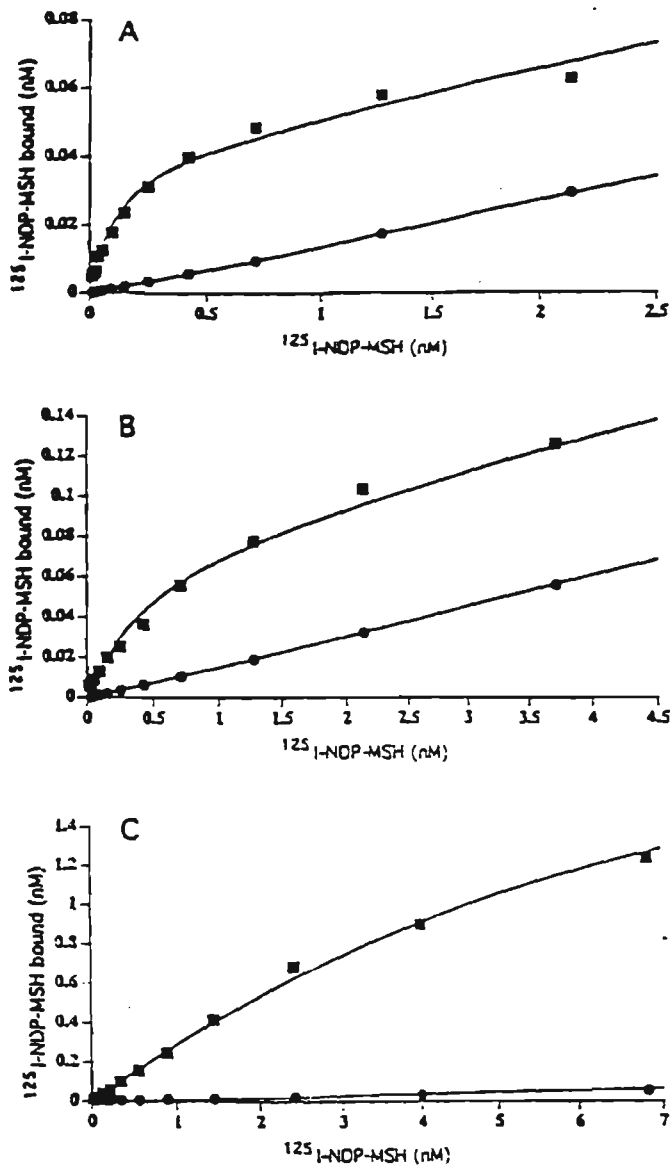 A
0.08
0.06
0.04
0.02
0
125I-NDP-MSH bound (nM)
0 0.5 1 1.5 2 2.5
125I-NDP-MSH (nM)
B
0.14
0.12
0.1
0.08
0.06
0.04
0.02
0
125I-NDP-MSH bound (nM)
0 0.5 1 1.5 2 2.5 3 3.5 4 4.5
125I-NDP-MSH (nM)
C
1.4
1.2
1
0.8
0.6
0.4
0.2
0
125I-NDP-MSH bound (nM)
0 1 2 3 4 5 6 7
125I-NDP-MSH (nM)